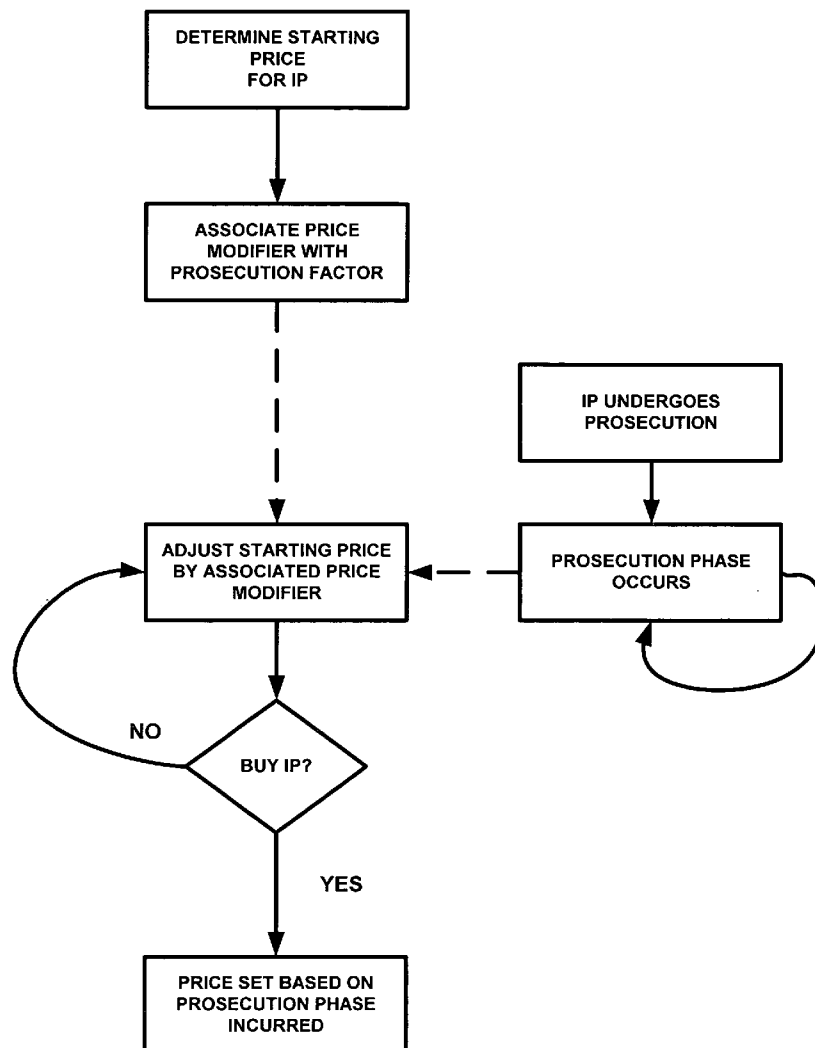 DETERMINE STARTING
PRICE
FOR IP
ASSOCIATE PRICE
MODIFIER WITH
PROSECUTION FACTOR
IP UNDERGOES
PROSECUTION
ADJUST STARTING PRICE
BY ASSOCIATED PRICE
MODIFIER
PROSECUTION PHASE
OCCURS
NO
BUY IP?
YES
PRICE SET BASED ON
PROSECUTION PHASE
INCURRED